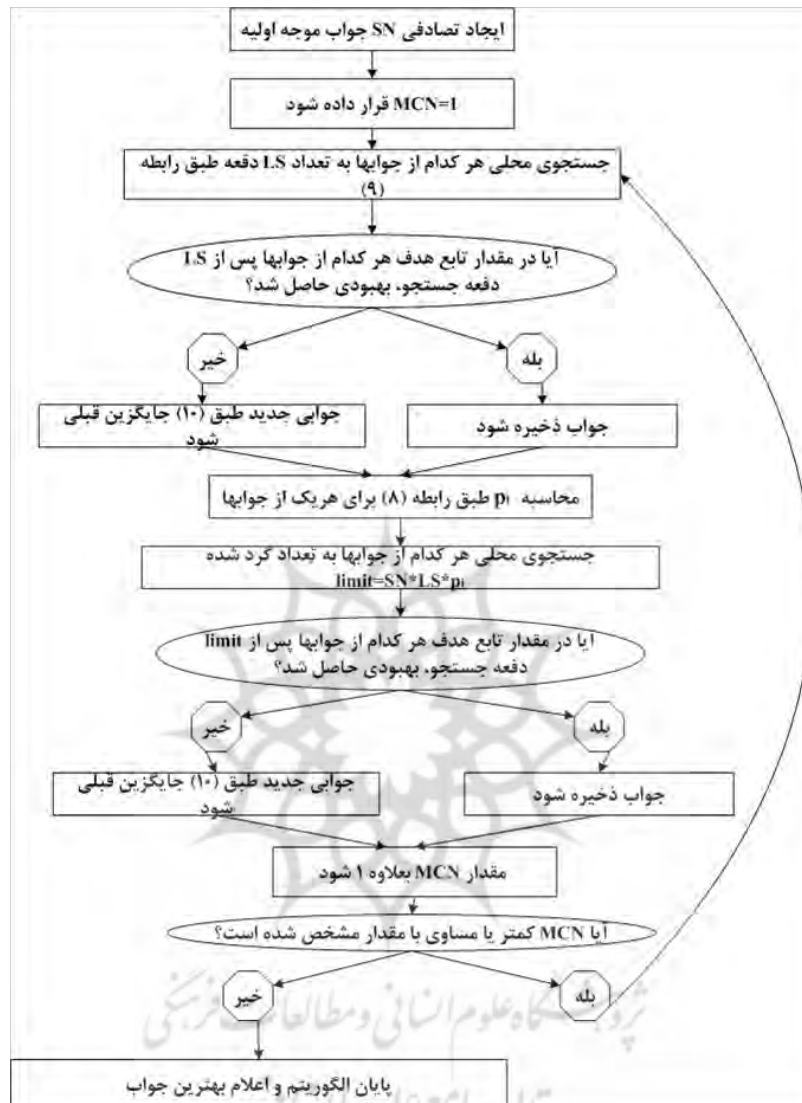 ایجاد تصادفی SN جواب موجه اولیه
MCN=1 قرار داده شود
جستجوی محلی هر کدام از جوابها به تعداد LS دفعه طبق رابطه
(۹)
آیا در مقدار تابع هدف هر کدام از جوابها پس از LS
دفعه جستجو، بهبودی حاصل شد؟
بله
خیر
جواب ذخیره شود
جوابی جدید طبق (۱۰) جایگزین قبلی
شود
محاسبه pi طبق رابطه (۸) برای هریک از جوابها
جستجوی محلی هر کدام از جوابها به تعداد گرد شده
limit=SN*LS*pi
آیا در مقدار تابع هدف هر کدام از جوابها پس از limit
دفعه جستجو، بهبودی حاصل شد؟
بله
خیر
جواب ذخیره شود
جوابی جدید طبق (۱۰) جایگزین قبلی
شود
مقدار MCN بعلاوه ۱ شود
آیا MCN کمتر یا مساوی با مقدار مشخص شده است؟
بله
خیر
پژوهشگاه علوم انسانی و مطالعات فرهنگی
پایان الگوریتم و اعلام بهترین جواب